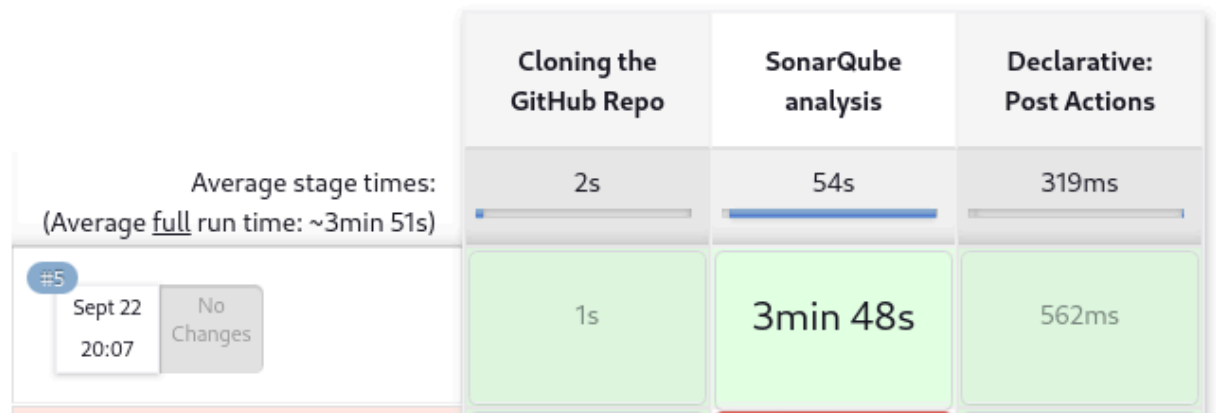 Cloning the
GitHub Repo
SonarQube
analysis
Declarative:
Post Actions
Average stage times:
(Average full run time: ~3min 51s)
2s
54s
319ms
#5
Sept 22
20:07
No
Changes
1s
3min 48s
562ms